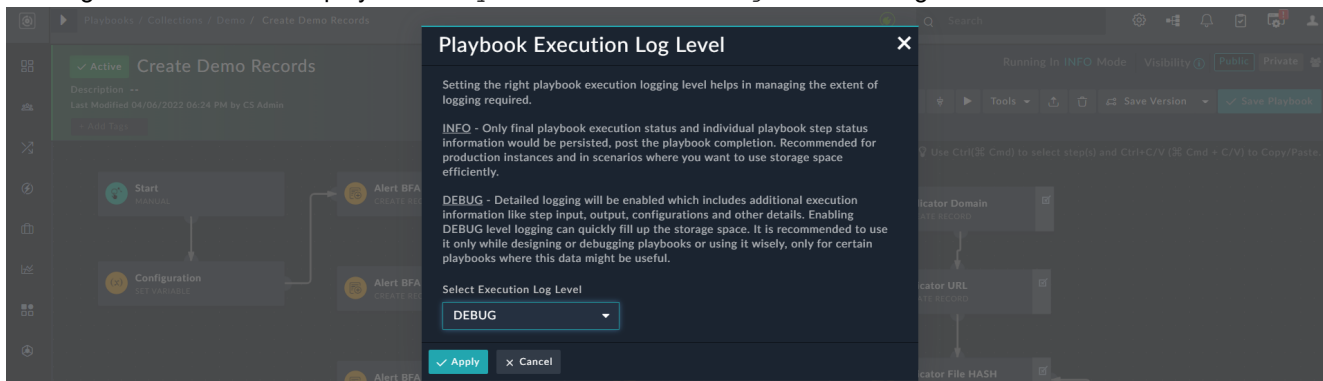 Playbooks / Collections / Demo / Create Demo Records
Search
Active Create Demo Records
Description --
Last Modified 04/06/2022 06:24 PM by CS Admin
+ Add Tags
Running In INFO Mode Visibility Public Private
Tools Save Version Save Playbook
Use Ctrl(⌘ Cmd) to select step(s) and Ctrl+C/V (⌘ Cmd + C/V) to Copy/Paste
Playbook Execution Log Level
Setting the right playbook execution logging level helps in managing the extent of
logging required.
INFO - Only final playbook execution status and individual playbook step status
information would be persisted, post the playbook completion. Recommended for
production instances and in scenarios where you want to use storage space
efficiently.
DEBUG - Detailed logging will be enabled which includes additional execution
information like step input, output, configurations and other details. Enabling
DEBUG level logging can quickly fill up the storage space. It is recommended to use
it only while designing or debugging playbooks or using it wisely, only for certain
playbooks where this data might be useful.
Select Execution Log Level
DEBUG
Apply
Cancel
Start
MANUAL
Configuration
SET VARIABLE
Alert BFA
Alert BFA
Alert BFA
icator Domain
ATE RECORD
icator URL
ATE RECORD
icator File HASH